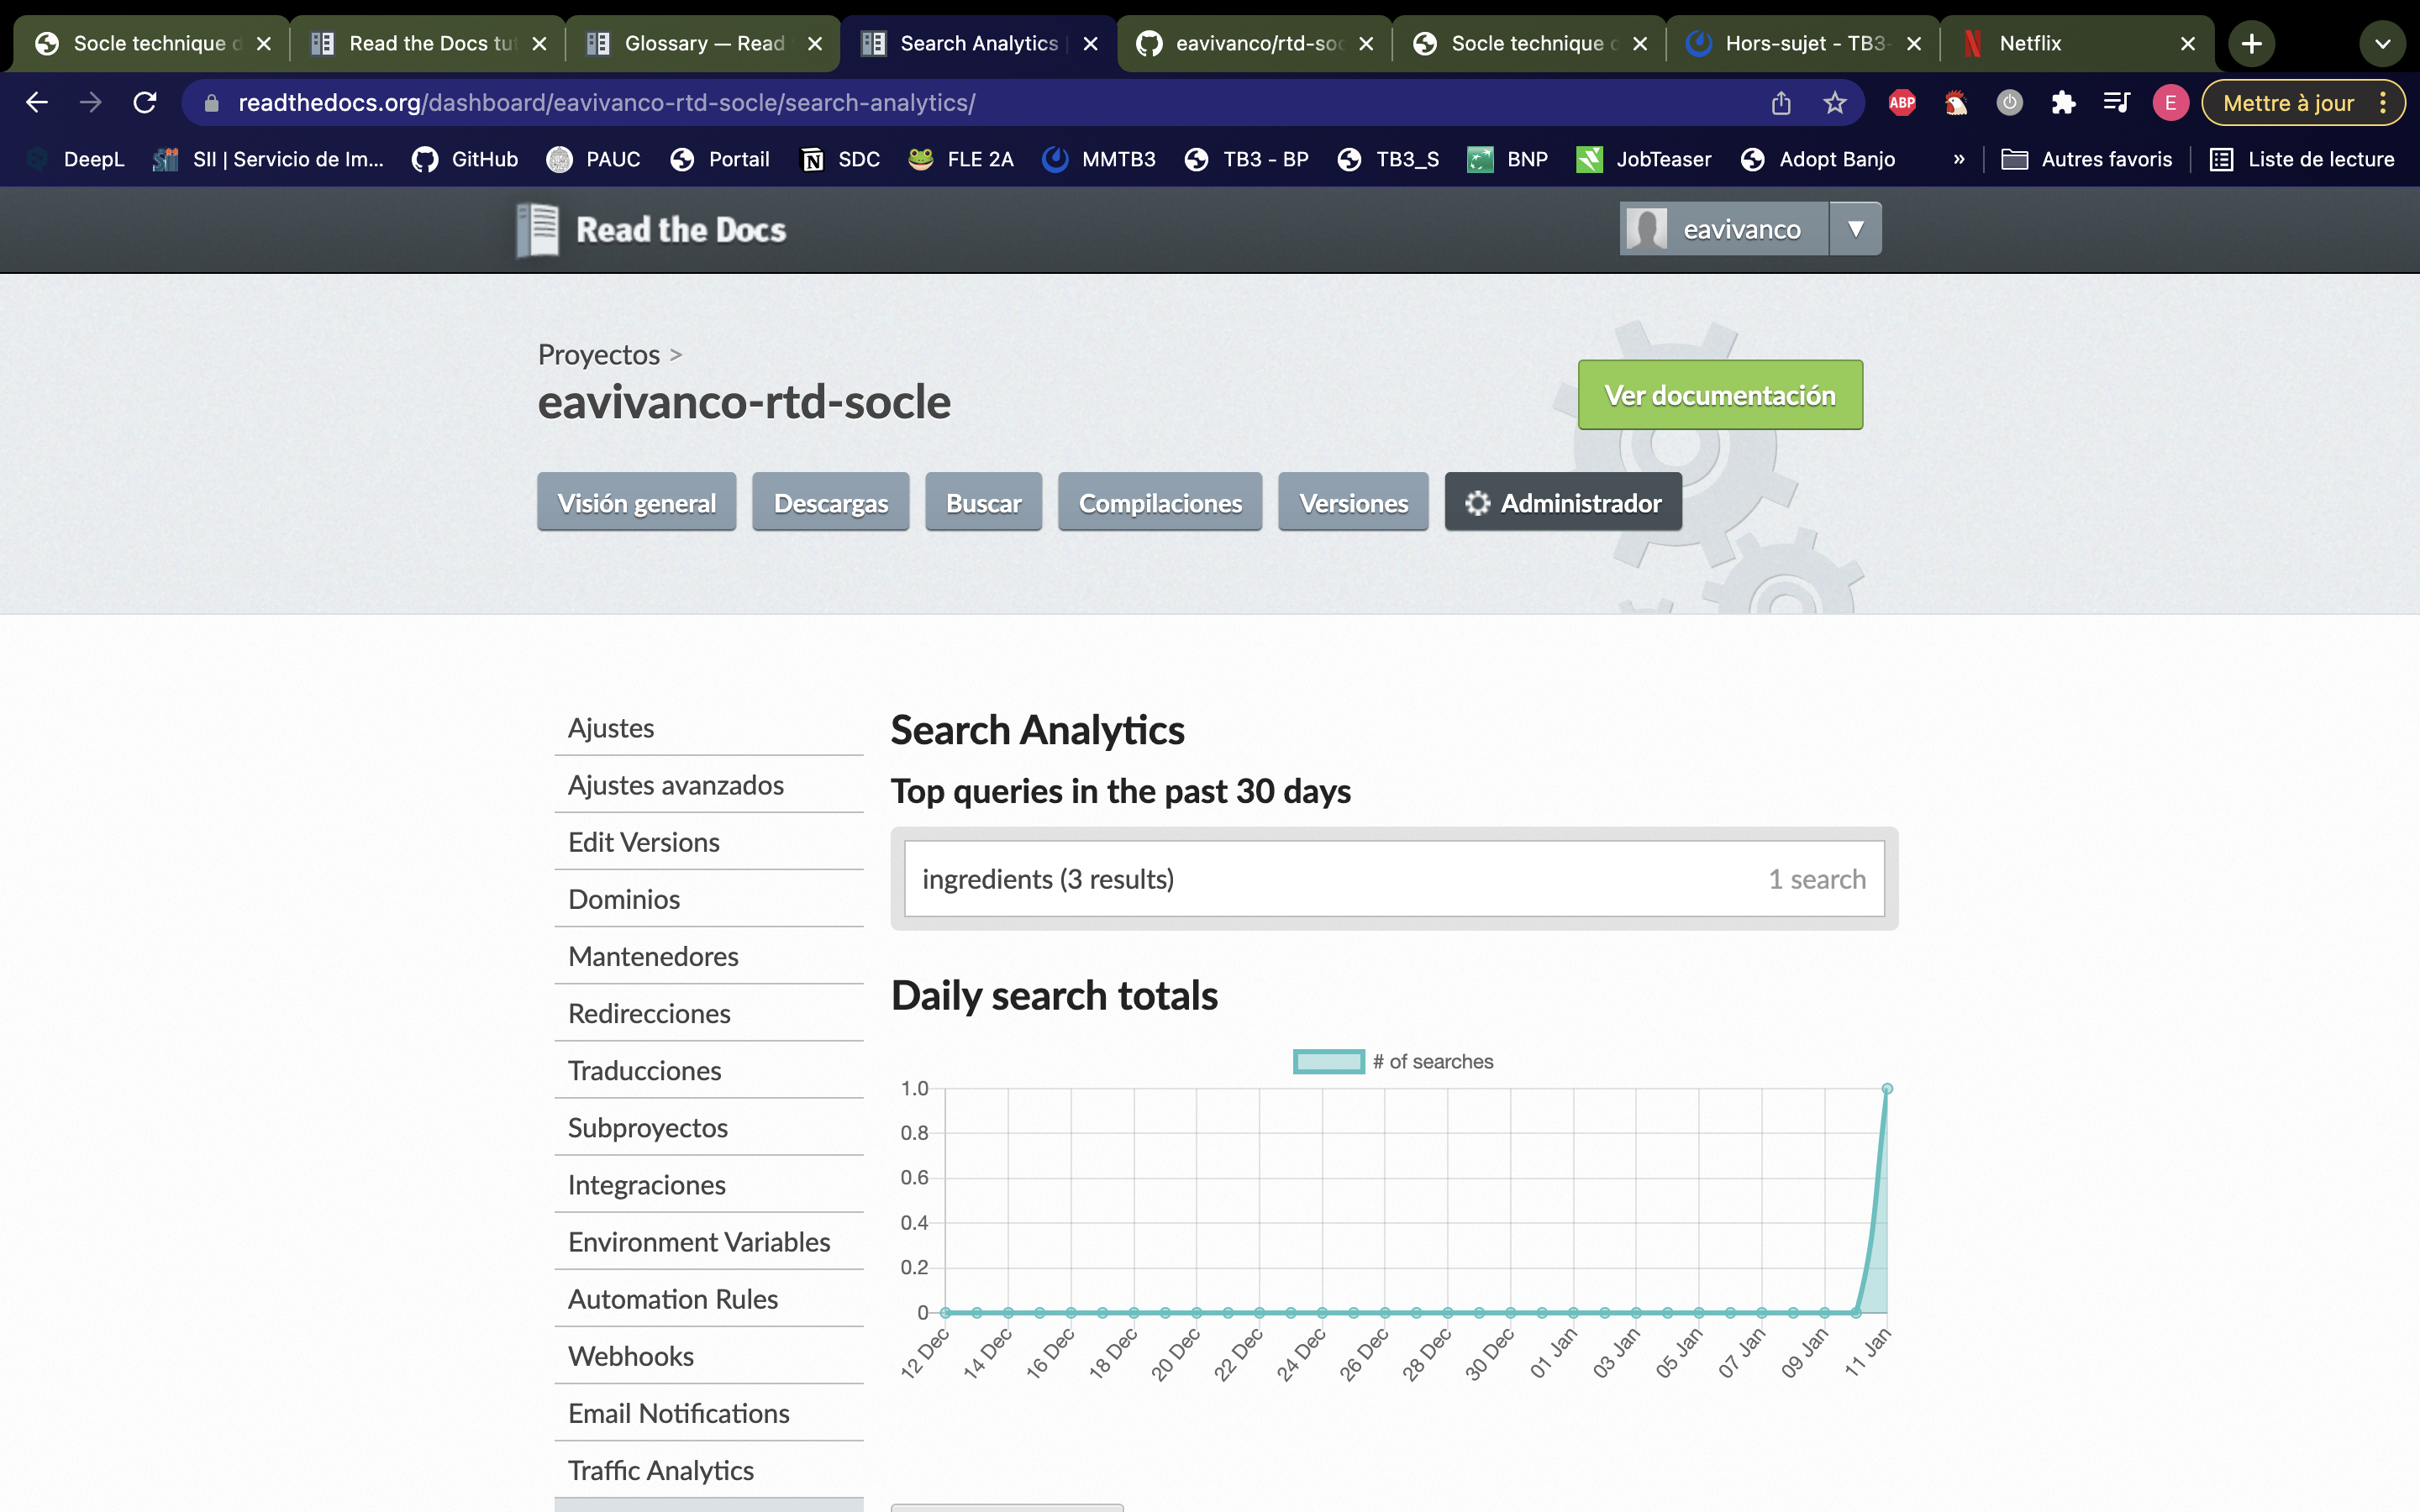 Socle technique d
Read the Docs tut
Glossary — Read
Search Analytics
eavivanco/rtd-soc
Socle technique d
Hors-sujet - TB3-
Netflix
readthedocs.org/dashboard/eavivanco-rtd-socle/search-analytics/
ABP
E
Mettre à jour
DeepL
SII | Servicio de Im...
GitHub
PAUC
Portail
SDC
FLE 2A
MMTB3
TB3 - BP
TB3_S
BNP
JobTeaser
Adopt Banjo
»
Autres favoris
Liste de lecture
Read the Docs
eavivanco
Proyectos >
eavivanco-rtd-socle
Ver documentación
Visión general
Descargas
Buscar
Compilaciones
Versiones
Administrador
Ajustes
Ajustes avanzados
Edit Versions
Dominios
Mantenedores
Redirecciones
Traducciones
Subproyectos
Integraciones
Environment Variables
Automation Rules
Webhooks
Email Notifications
Traffic Analytics
Search Analytics
Top queries in the past 30 days
ingredients (3 results) 1 search
Daily search totals
# of searches
1.0
0.8
0.6
0.4
0.2
0
12 Dec
14 Dec
16 Dec
18 Dec
20 Dec
22 Dec
24 Dec
26 Dec
28 Dec
30 Dec
01 Jan
03 Jan
05 Jan
07 Jan
09 Jan
11 Jan